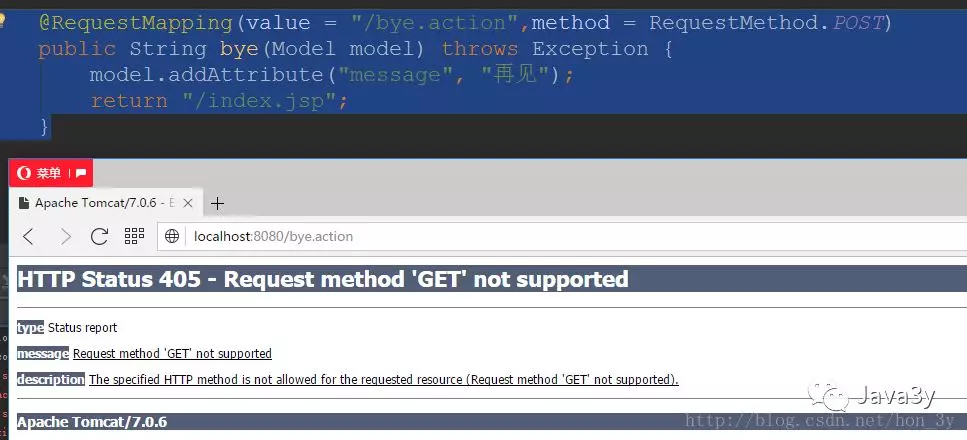 @RequestMapping(value = "/bye.action",method = RequestMethod.POST)
public String bye(Model model) throws Exception {
model.addAttribute("message", "再见");
return "/index.jsp";
}
菜单
Apache Tomcat/7.0.6 - E
localhost:8080/bye.action
HTTP Status 405 - Request method 'GET' not supported
type Status report
message Request method 'GET' not supported
description The specified HTTP method is not allowed for the requested resource (Request method 'GET' not supported).
Java3y
http://blog.csdn.net/hon_3y
Apache Tomcat/7.0.6